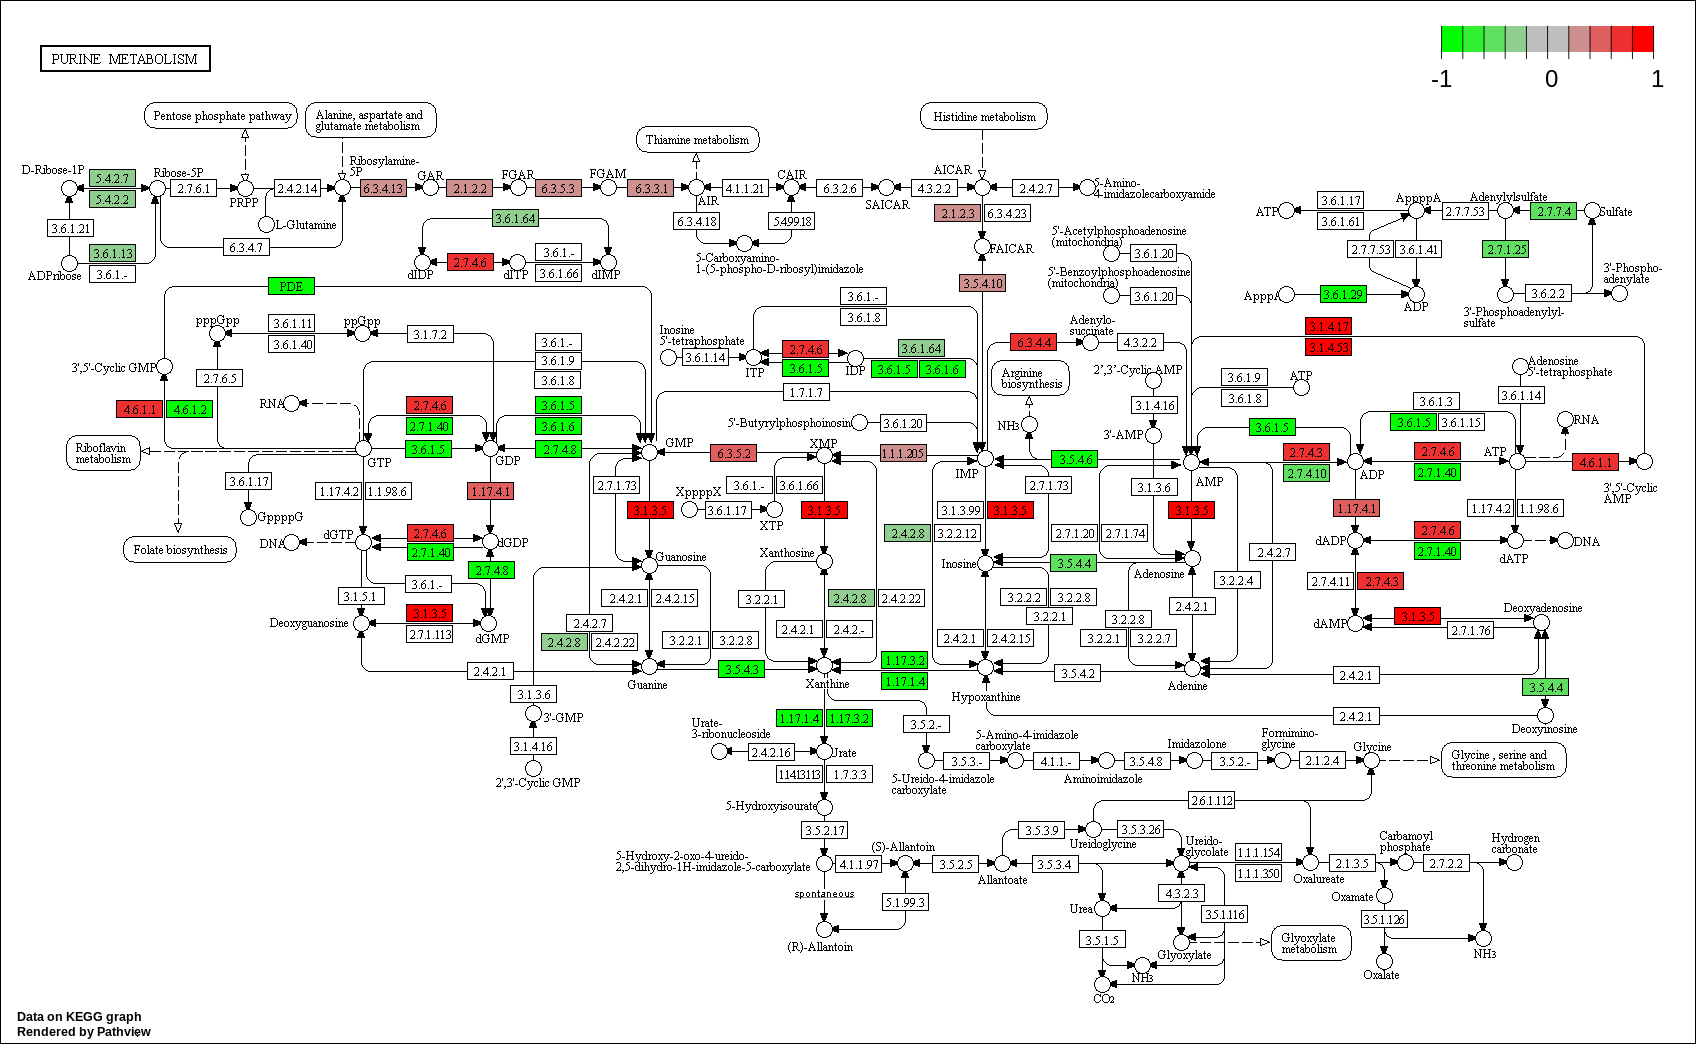 PURINE METABOLISM
-1
0
1
Pentose phosphate pathway
Alanine, aspartate and
glutamate metabolism
Thiamine metabolism
Histidine metabolism
D-Ribose-1P
5.4.2.7
5.4.2.2
Ribose-5P
2.7.6.1
PRPP
2.4.2.14
Ribosylamine-
5P
6.3.4.13
GAR
2.1.2.2
FGAR
6.3.5.3
FGAM
6.3.3.1
AIR
4.1.1.21
CAIR
6.3.2.6
SAICAR
4.3.2.2
AICAR
2.4.2.7
5-Amino-
4-imidazolecarboxyamide
3.6.1.21
L-Glutamine
6.3.4.7
3.6.1.13
3.6.1.-
ADPribose
3.6.1.64
dIDP
2.7.4.6
dITP
3.6.1.-
3.6.1.66
dIMP
6.3.4.18
5.4.99.18
5-Carboxyamino-
1-(5-phospho-D-ribosyl)imidazole
2.1.2.3
6.3.4.23
FAICAR
3.5.4.10
5'-Acetylphosphoadenosine
(mitochondria)
3.6.1.20
5'-Benzoylphosphoadenosine
(mitochondria)
3.6.1.20
ATP
3.6.1.17
3.6.1.61
AppppA
2.7.7.53
Adenylylsulfate
2.7.7.4
Sulfate
2.7.7.53
3.6.1.41
2.7.1.25
ApppA
3.6.1.29
ADP
3.6.2.2
3'-Phospho-
adenylate
3'-Phosphoadenylyl-
sulfate
PDE
pppGpp
3.6.1.11
3.6.1.40
ppGpp
3.1.7.2
3.6.1.-
3.6.1.9
3.6.1.8
3',5'-Cyclic GMP
2.7.6.5
3.6.1.-
3.6.1.8
Inosine
5'-tetraphosphate
3.6.1.14
ITP
2.7.4.6
3.6.1.5
IDP
3.6.1.64
3.6.1.5
3.6.1.6
1.7.1.7
6.3.4.4
Adenylo-
succinate
4.3.2.2
3.1.4.17
3.1.4.53
Arginine
biosynthesis
2',3'-Cyclic AMP
3.1.4.16
3'-AMP
3.6.1.9
3.6.1.8
ATP
Adenosine
5'-tetraphosphate
3.6.1.14
4.6.1.1
4.6.1.2
RNA
2.7.4.6
2.7.1.40
3.6.1.5
3.6.1.5
3.6.1.6
2.7.4.8
5'-Butyrylphosphoinosine
3.6.1.20
NH3
3.6.1.5
3.6.1.3
3.6.1.5
3.6.1.15
RNA
Riboflavin
metabolism
GTP
GDP
GMP
6.3.5.2
XMP
1.1.1.205
IMP
3.5.4.6
AMP
2.7.4.3
2.7.4.10
ADP
2.7.4.6
2.7.1.40
ATP
4.6.1.1
3',5'-Cyclic
AMP
3.6.1.17
GppppG
1.17.4.2
1.1.98.6
1.17.4.1
2.7.1.73
3.1.3.5
XppppX
3.6.1.17
3.6.1.-
3.6.1.66
XTP
3.1.3.5
3.1.3.99
3.1.3.5
2.7.1.73
3.1.3.6
3.1.3.5
1.17.4.1
1.17.4.2
1.1.98.6
Folate biosynthesis
DNA
dGTP
2.7.4.6
2.7.1.40
dGDP
2.7.4.8
Guanosine
Xanthosine
2.4.2.8
3.2.2.12
2.7.1.20
2.7.1.74
2.4.2.7
dADP
2.7.4.6
2.7.1.40
dATP
DNA
3.6.1.-
3.1.5.1
Inosine
3.5.4.4
Adenosine
3.2.2.4
2.7.4.11
2.7.4.3
Deoxyguanosine
3.1.3.5
2.7.1.113
dGMP
2.4.2.1
2.4.2.15
3.2.2.1
2.4.2.8
2.4.2.22
3.2.2.2
3.2.2.8
3.2.2.1
2.4.2.1
dAMP
3.1.3.5
2.7.1.76
Deoxyadenosine
2.4.2.7
2.4.2.8
2.4.2.22
3.2.2.1
3.2.2.8
2.4.2.1
2.4.2.-
2.4.2.1
2.4.2.15
3.2.2.8
3.2.2.1
3.2.2.7
2.4.2.1
Guanine
3.5.4.3
Xanthine
1.17.3.2
1.17.1.4
Hypoxanthine
3.5.4.2
Adenine
2.4.2.1
3.5.4.4
3.1.3.6
3'-GMP
3.1.4.16
2',3'-Cyclic GMP
1.17.1.4
1.17.3.2
3.5.2.-
2.4.2.1
Deoxyinosine
Urate-
3-ribonucleoside
2.4.2.16
Urate
1.14.13.113
1.7.3.3
5-Ureido-4-imidazole
carboxylate
3.5.3.-
5-Amino-4-imidazole
carboxylate
4.1.1.-
Aminoimidazole
3.5.4.8
Imidazolone
3.5.2.-
Formimino-
glycine
2.1.2.4
Glycine
Glycine , serine and
threonine metabolism
5-Hydroxyisourate
3.5.2.17
2.6.1.112
5-Hydroxy-2-oxo-4-ureido-
2,5-dihydro-1H-imidazole-5-carboxylate
4.1.1.97
(S)-Allantoin
3.5.2.5
Allantoate
3.5.3.9
Ureidoglycine
3.5.3.26
3.5.3.4
Ureido-
glycolate
1.1.1.154
1.1.1.350
Oxalureate
2.1.3.5
Carbamoyl
phosphate
2.7.2.2
Hydrogen
carbonate
spontaneous
5.1.99.3
(R)-Allantoin
Urea
4.3.2.3
3.5.1.116
Oxamate
3.5.1.126
3.5.1.5
Glyoxylate
Glyoxylate
metabolism
NH3
NH3
Oxalate
CO2
Data on KEGG graph
Rendered by Pathview